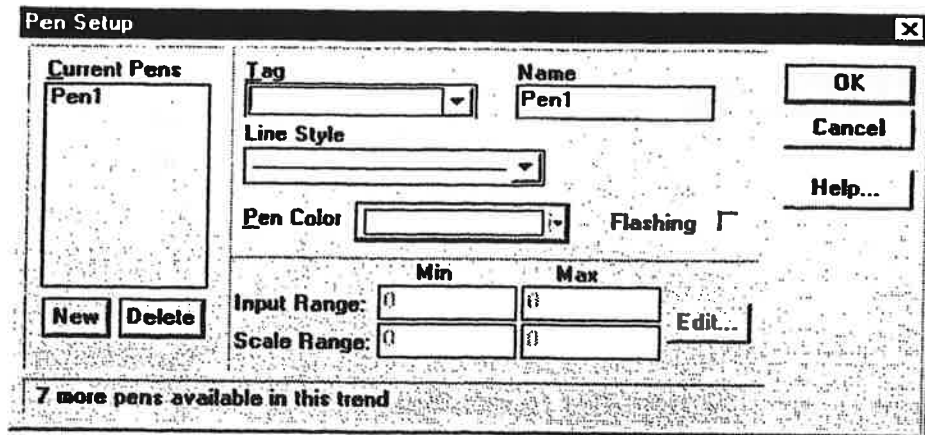 Pen Setup
Current Pens
Pen1
New Delete
Tag
Name
Pen1
Line Style
Pen Color
Flashing
Min Max
Input Range: 0 0
Scale Range: 0 0
Edit...
OK
Cancel
Help...
7 more pens available in this trend